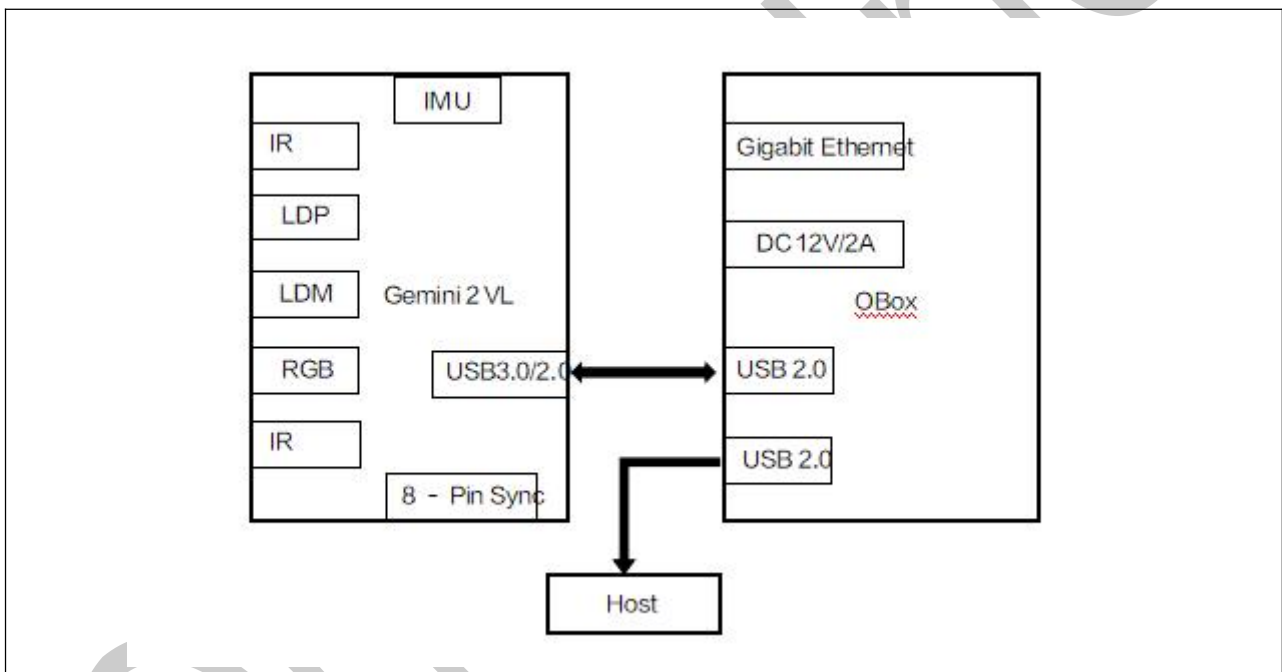 IMU
IR
LDP
LDM
Gemini 2 VL
RGB
USB3.0/2.0
IR
8 - Pin Sync
Gigabit Ethernet
DC 12V/2A
OBox
USB 2.0
USB 2.0
Host